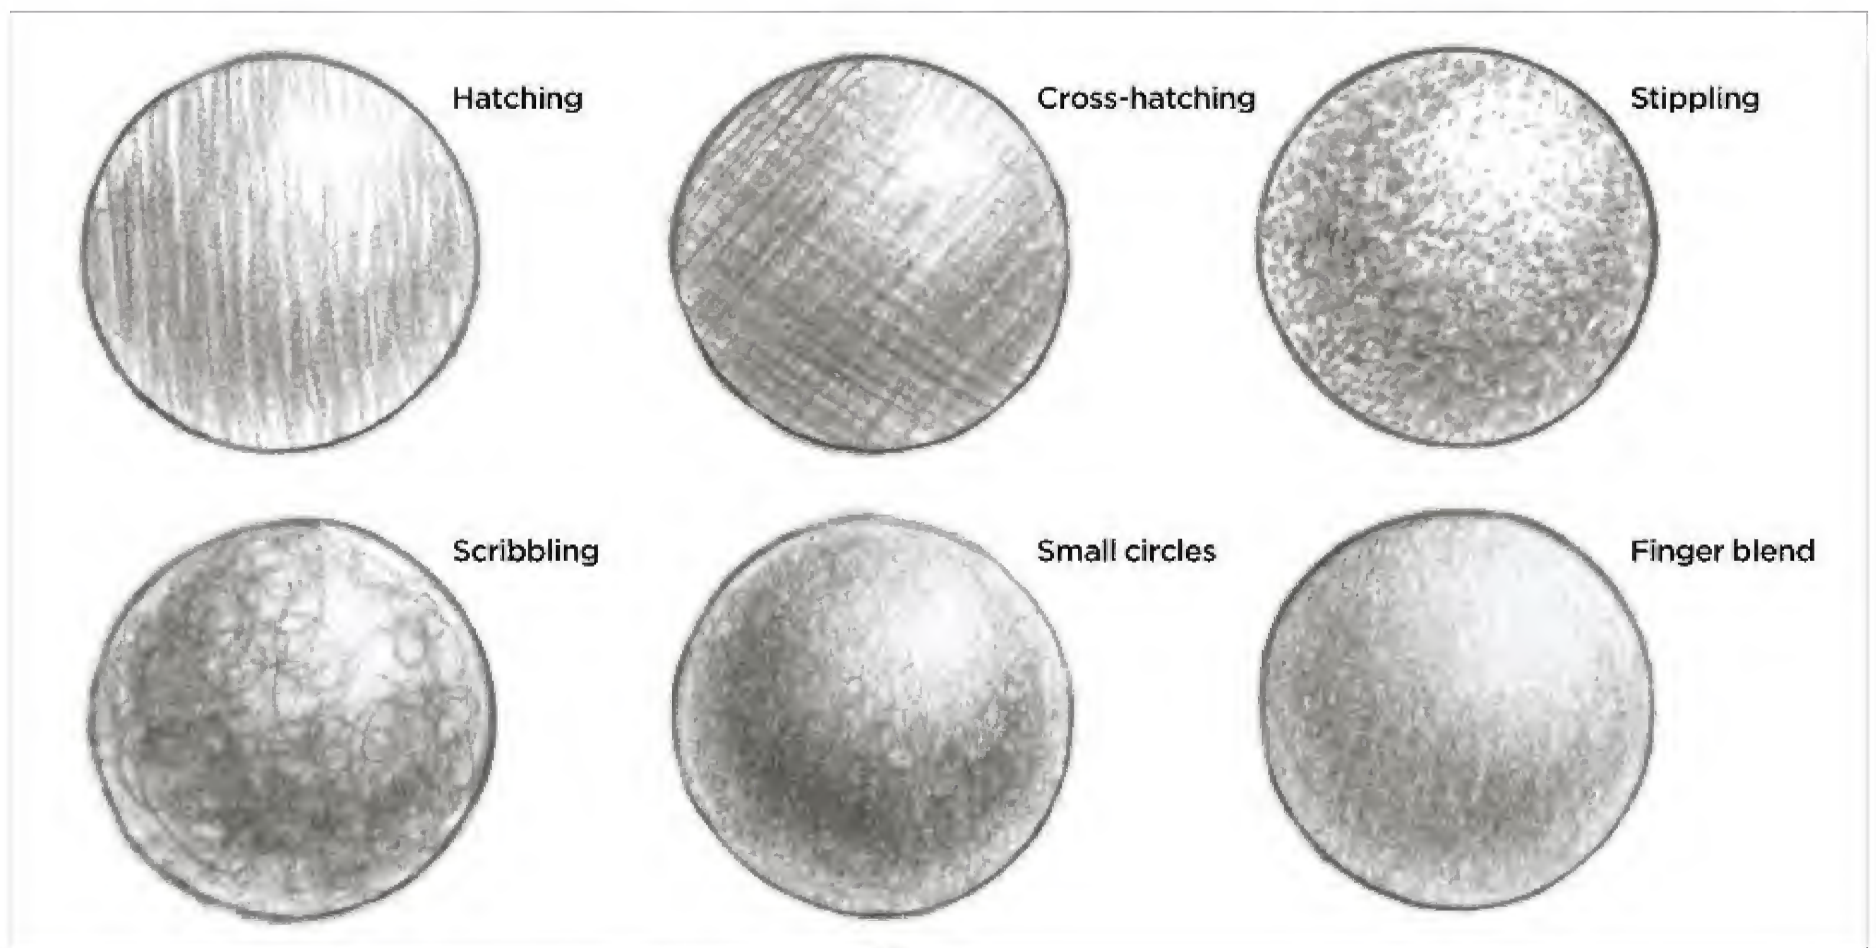 Hatching
Cross-hatching
Stippling
Scribbling
Small circles
Finger blend